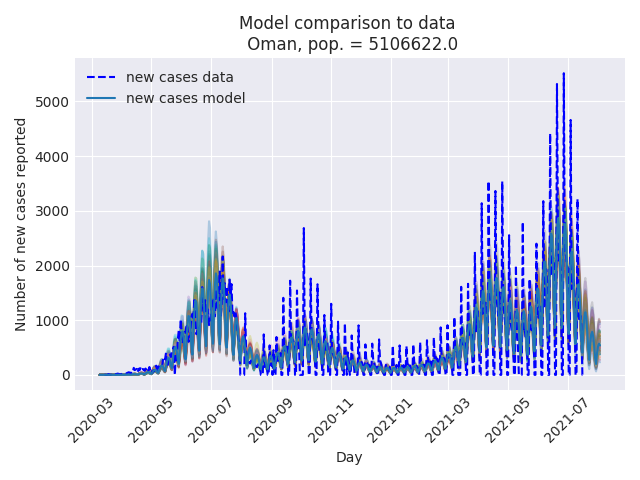 Model comparison to data
Oman, pop. = 5106622.0
new cases data
new cases model
Number of new cases reported
5000
4000
3000
2000
1000
0
2020-03
2020-05
2020-07
2020-09
2020-11
2021-01
2021-03
2021-05
2021-07
Day